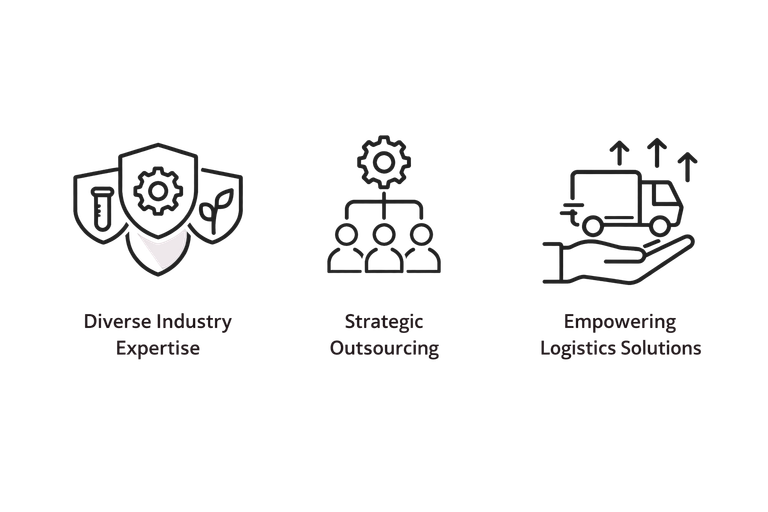 Diverse Industry
Expertise
Strategic
Outsourcing
Empowering
Logistics Solutions